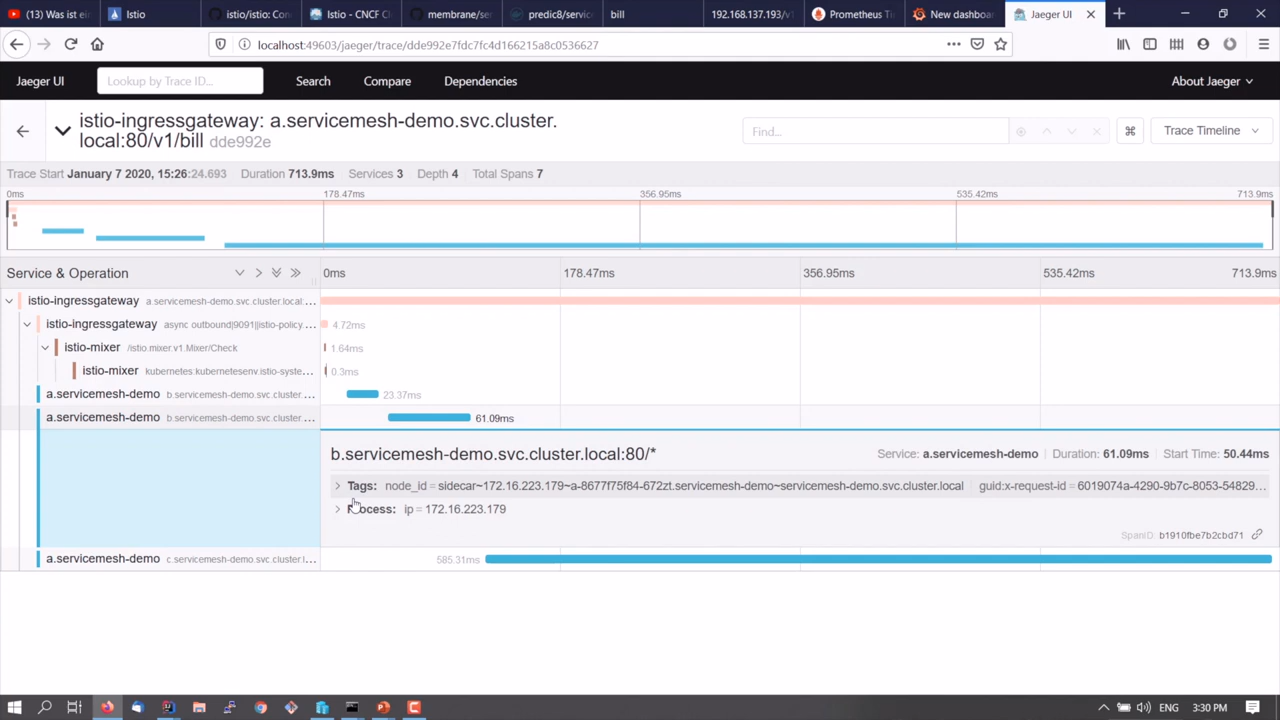 (13) Was ist ein
Istio
istio/istio: Con
Istio - CNCF Cl
membrane/se
predic8/service
bill
192.168.137.193/v1
Prometheus Ti
New dashboa
Jaeger UI
localhost:49603/jaeger/trace/dde992e7fdc7fc4d166215a8c0536627
Jaeger UI
Lookup by Trace ID...
Search
Compare
Dependencies
About Jaeger
istio-ingressgateway: a.servicemesh-demo.svc.cluster.
local:80/v1/bill dde992e
Find...
Trace Timeline
Trace Start January 7 2020, 15:26:24.693 Duration 713.9ms Services 3 Depth 4 Total Spans 7
0ms 178.47ms 356.95ms 535.42ms 713.9ms
Service & Operation 0ms 178.47ms 356.95ms 535.42ms 713.9ms
istio-ingressgateway a.servicemesh-demo.svc.cluster.local:...
istio-ingressgateway async outbound|9091||istio-policy.... 4.72ms
istio-mixer /istio.mixer.v1.Mixer/Check 1.64ms
istio-mixer kubernetes:kubernetesenv.istio-syste... 0.3ms
a.servicemesh-demo b.servicemesh-demo.svc.cluster.... 23.37ms
a.servicemesh-demo b.servicemesh-demo.svc.cluster.... 61.09ms
b.servicemesh-demo.svc.cluster.local:80/*
Service: a.servicemesh-demo Duration: 61.09ms Start Time: 50.44ms
Tags: node_id = sidecar~172.16.223.179~a-8677f75f84-672zt.servicemesh-demo~servicemesh-demo.svc.cluster.local guid:x-request-id = 6019074a-4290-9b7c-8053-54829...
Process: ip = 172.16.223.179
SpanID: b1910fbe7b2cbd71
a.servicemesh-demo c.servicemesh-demo.svc.cluster.l... 585.31ms
ENG 3:30 PM